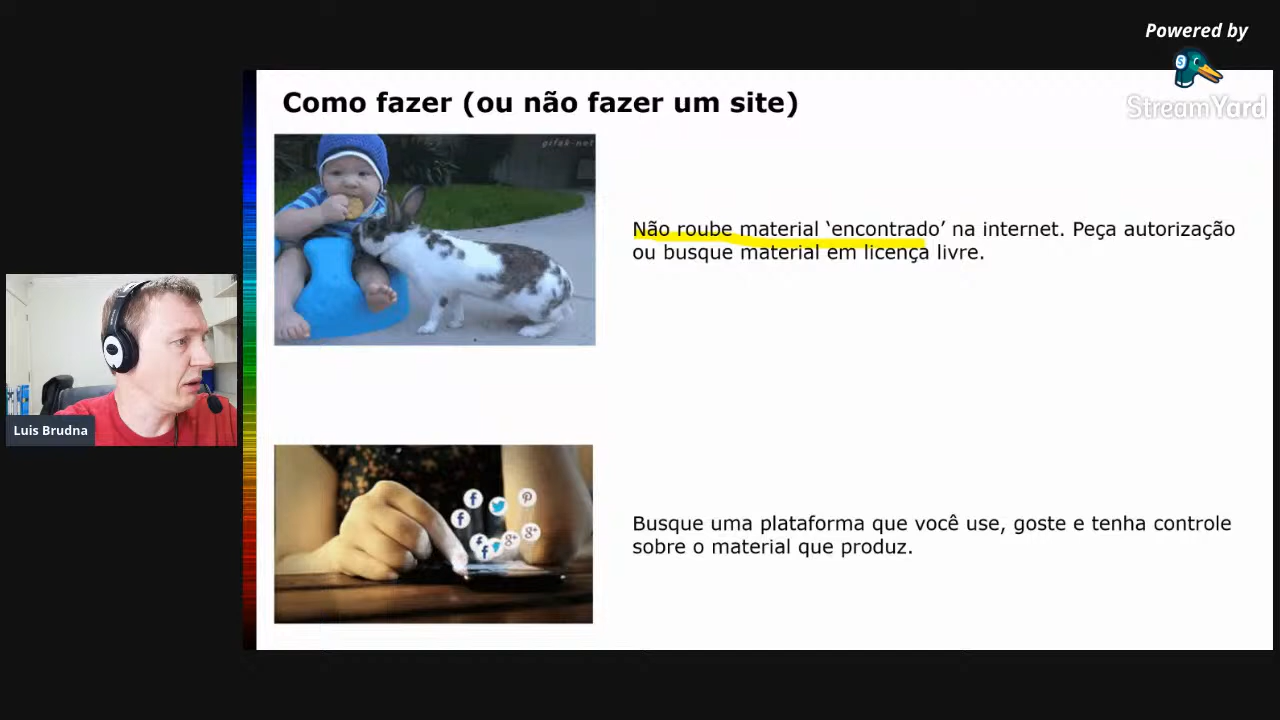 Powered by
StreamYard
Como fazer (ou não fazer um site)
gifak-net
Não roube material ‘encontrado’ na internet. Peça autorização
ou busque material em licença livre.
Luis Brudna
Busque uma plataforma que você use, goste e tenha controle
sobre o material que produz.